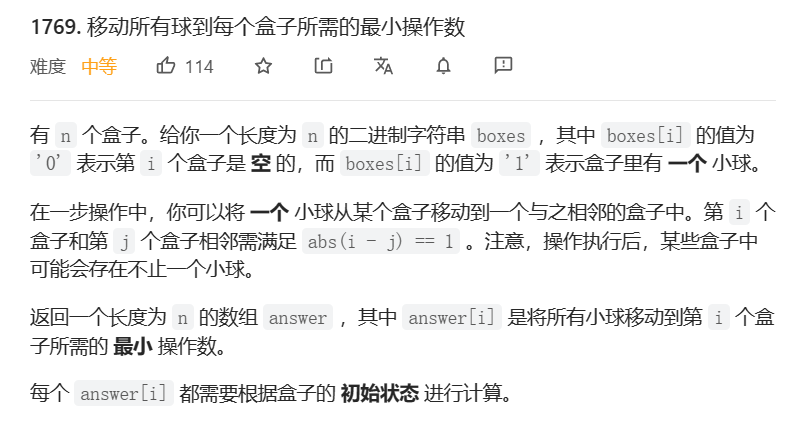 1769. 移动所有球到每个盒子所需的最小操作数
难度 中等 114
有 n 个盒子。给你一个长度为 n 的二进制字符串 boxes ，其中 boxes[i] 的值为
'0' 表示第 i 个盒子是 空 的，而 boxes[i] 的值为 '1' 表示盒子里有 一个 小球。
在一步操作中，你可以将 一个 小球从某个盒子移动到一个与之相邻的盒子中。第 i 个
盒子和第 j 个盒子相邻需满足 abs(i - j) == 1 。注意，操作执行后，某些盒子中
可能会存在不止一个小球。
返回一个长度为 n 的数组 answer ，其中 answer[i] 是将所有小球移动到第 i 个盒
子所需的 最小 操作数。
每个 answer[i] 都需要根据盒子的 初始状态 进行计算。